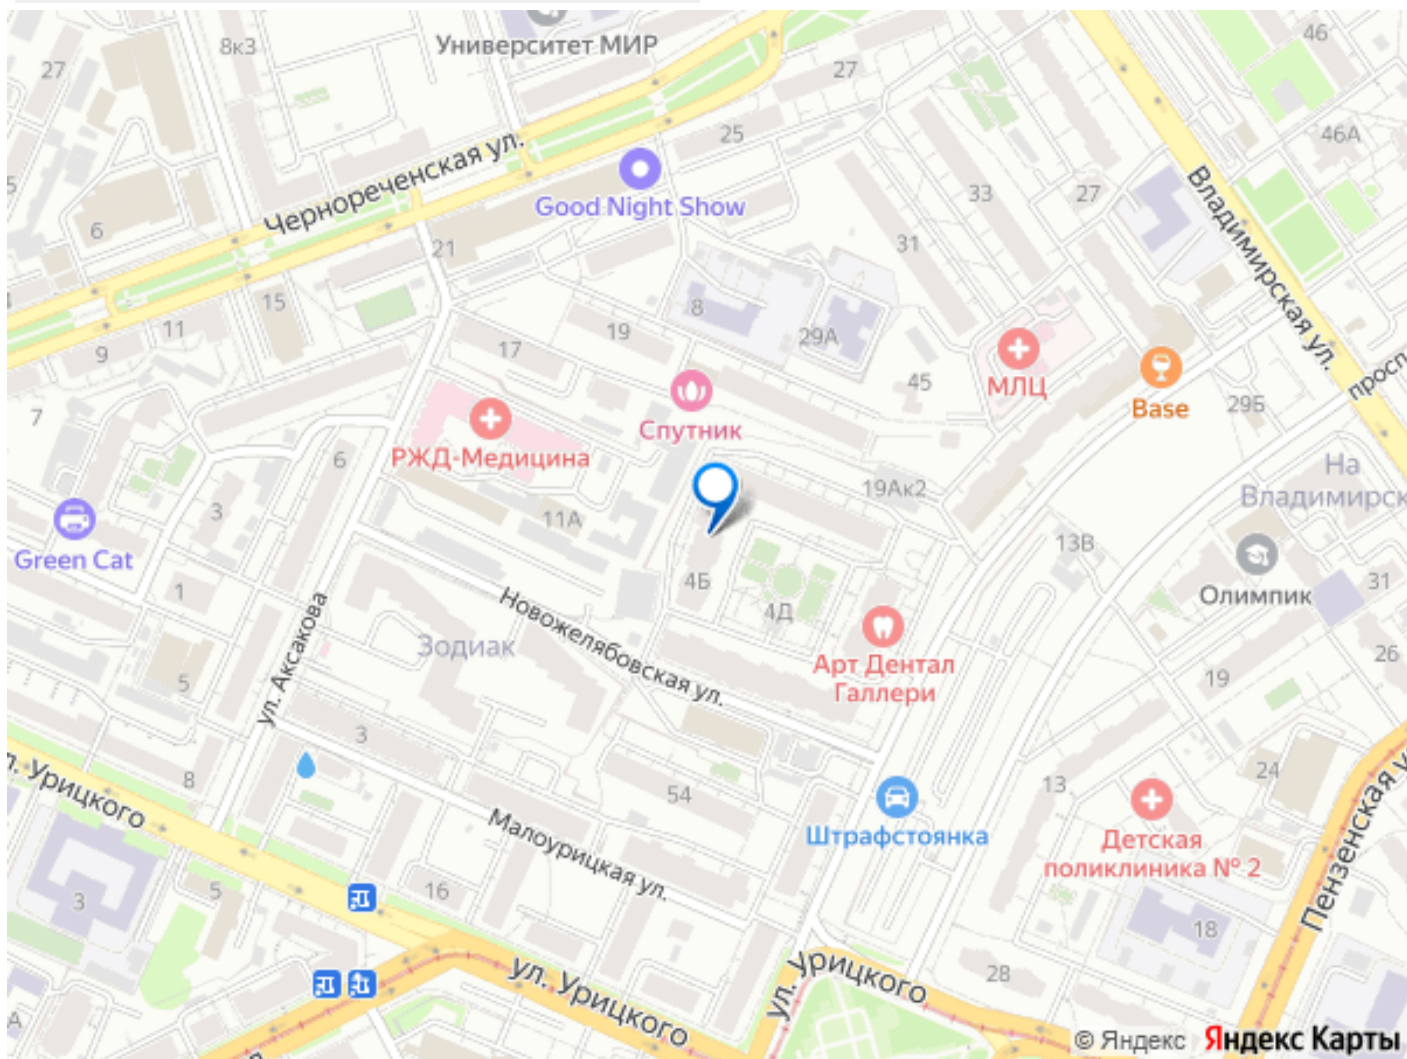 Университет МИР
8к3
46
27
27
46А
25
Чернореченская ул.
Good Night Show
33
27
Владимирская ул.
6
31
21
15
8
11
19
29А
9
17
МЛЦ
45
Base
29Б
просп
7
Спутник
РЖД-Медицина
6
На
Владимирск
19Ак2
3
11А
Green Cat
13В
4Б
Олимпик
31
1
4Д
Новожелябовская ул.
ул. Аксакова
Зодиак
Арт Дентал
Галлери
26
5
19
3
8
24
13
54
л. Урицкого
Штрафстоянка
Малоурицкая ул.
Детская
поликлиника № 2
Пензенская у
16
5
3
18
ул. Урицкого
ул. Урицкого
28
А
© Яндекс Яндекс Карты